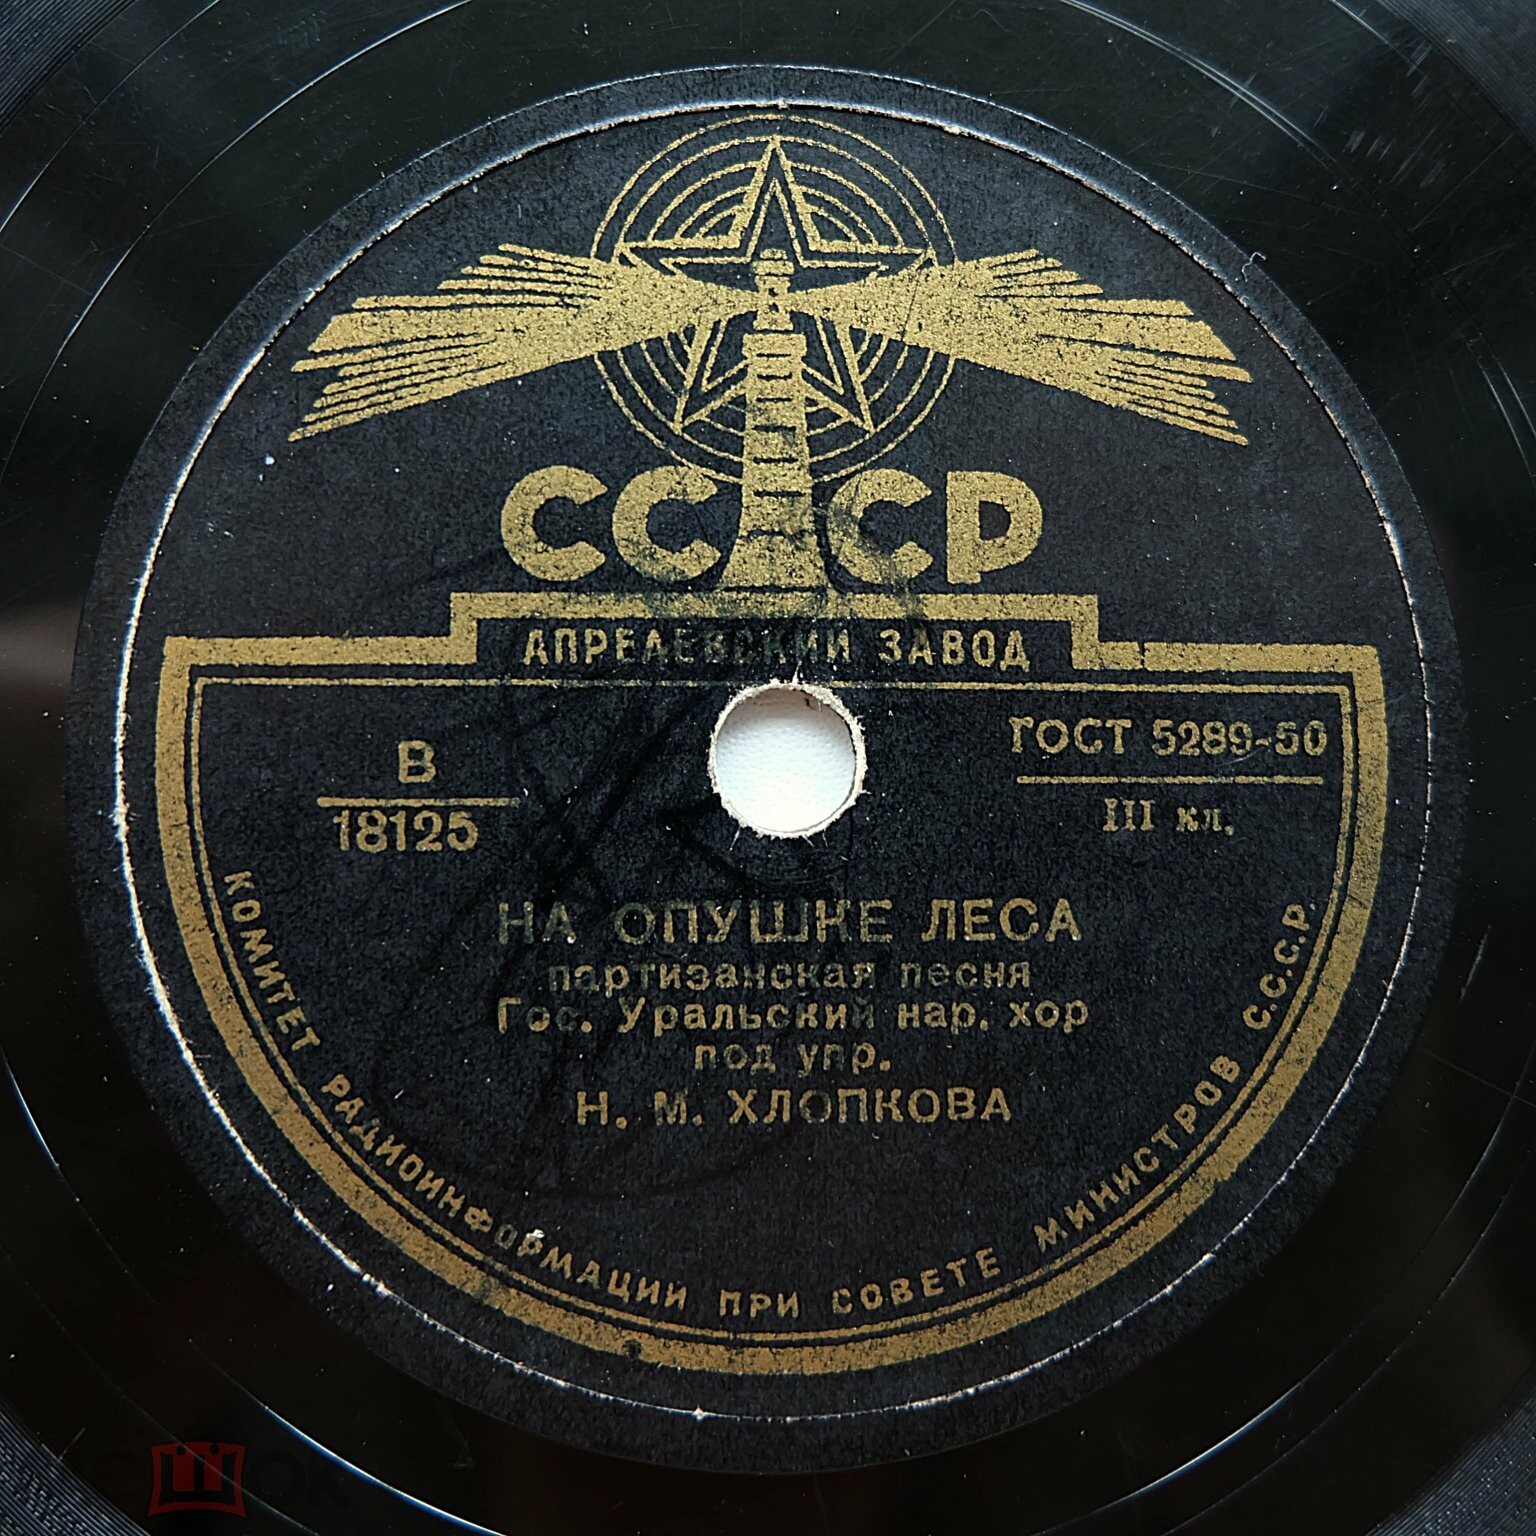 СССР
АПРЕЛЕВСКИЙ ЗАВОД
В
18125
ГОСТ 5289-50
III кл.
НА ОПУШКЕ ЛЕСА
партизанская песня
Гос. Уральский нар. хор
под упр.
Н. М. ХЛОПКОВА
КОМИТЕТ РАДИОИНФОРМАЦИИ ПРИ СОВЕТЕ МИНИСТРОВ С.С.С.Р.